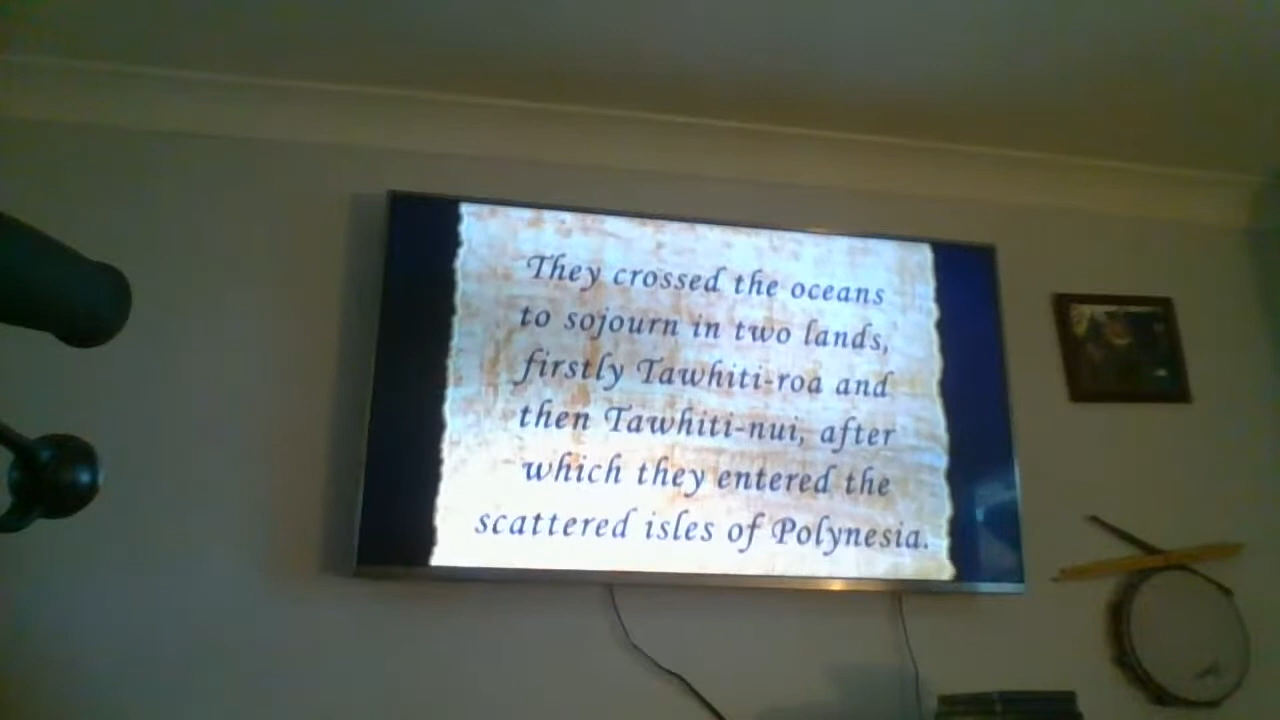 They crossed the oceans
to sojourn in two lands,
firstly Tawhiti-roa and
then Tawhiti-nui, after
which they entered the
scattered isles of Polynesia.